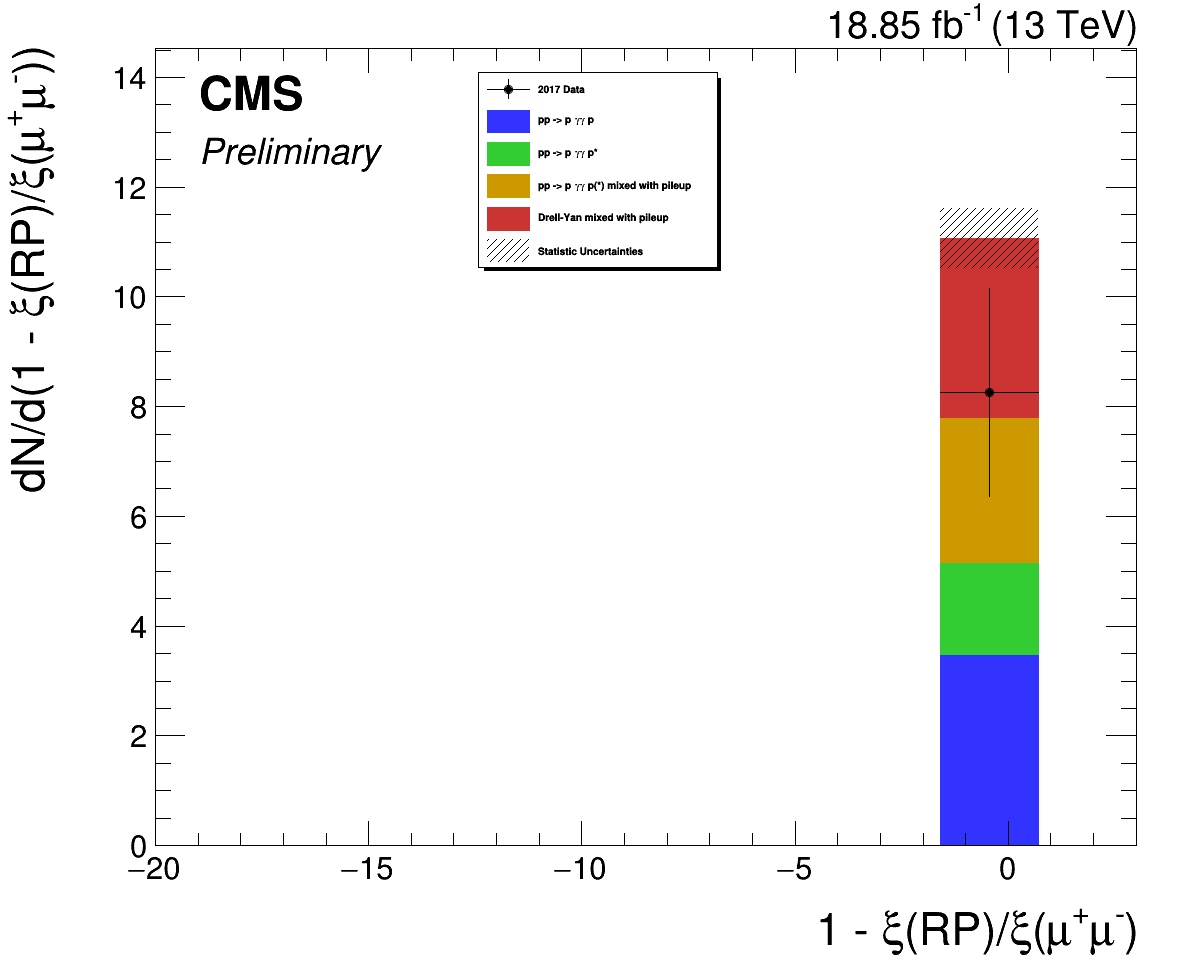 18.85 fb⁻¹ (13 TeV)
CMS
Preliminary
2017 Data
pp -> p γγ p
pp -> p γγ p*
pp -> p γγ p(*) mixed with pileup
Drell-Yan mixed with pileup
Statistic Uncertainties
dN/d(1 - ξ(RP)/ξ(μ⁺μ⁻))
14
12
10
8
6
4
2
0
−20 −15 −10 −5 0
1 - ξ(RP)/ξ(μ⁺μ⁻)